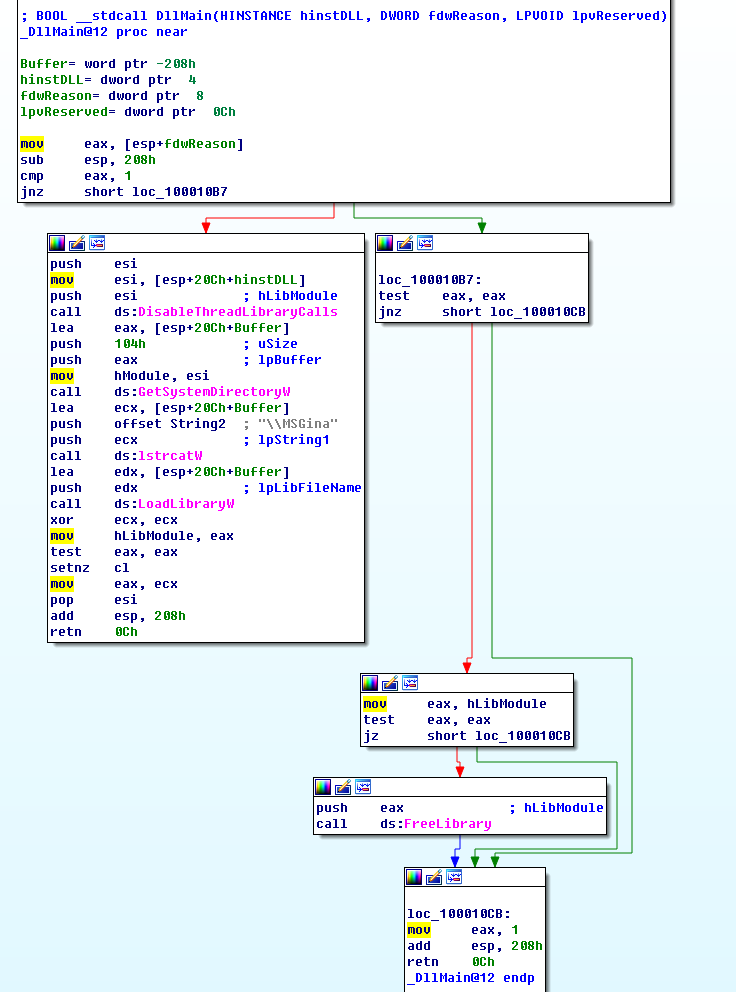 ; BOOL __stdcall DllMain(HINSTANCE hinstDLL, DWORD fdwReason, LPVOID lpvReserved)
_DllMain@12 proc near
Buffer= word ptr -208h
hinstDLL= dword ptr  4
fdwReason= dword ptr  8
lpvReserved= dword ptr  0Ch
mov     eax, [esp+fdwReason]
sub     esp, 208h
cmp     eax, 1
jnz     short loc_100010B7
push    esi
mov     esi, [esp+20Ch+hinstDLL]
push    esi             ; hLibModule
call    ds:DisableThreadLibraryCalls
lea     eax, [esp+20Ch+Buffer]
push    104h            ; uSize
push    eax             ; lpBuffer
mov     hModule, esi
call    ds:GetSystemDirectoryW
lea     ecx, [esp+20Ch+Buffer]
push    offset String2  ; "\\MSGina"
push    ecx             ; lpString1
call    ds:lstrcatW
lea     edx, [esp+20Ch+Buffer]
push    edx             ; lpLibFileName
call    ds:LoadLibraryW
xor     ecx, ecx
mov     hLibModule, eax
test    eax, eax
setnz   cl
mov     eax, ecx
pop     esi
add     esp, 208h
retn    0Ch
loc_100010B7:
test    eax, eax
jnz     short loc_100010CB
mov     eax, hLibModule
test    eax, eax
jz      short loc_100010CB
push    eax             ; hLibModule
call    ds:FreeLibrary
loc_100010CB:
mov     eax, 1
add     esp, 208h
retn    0Ch
_DllMain@12 endp